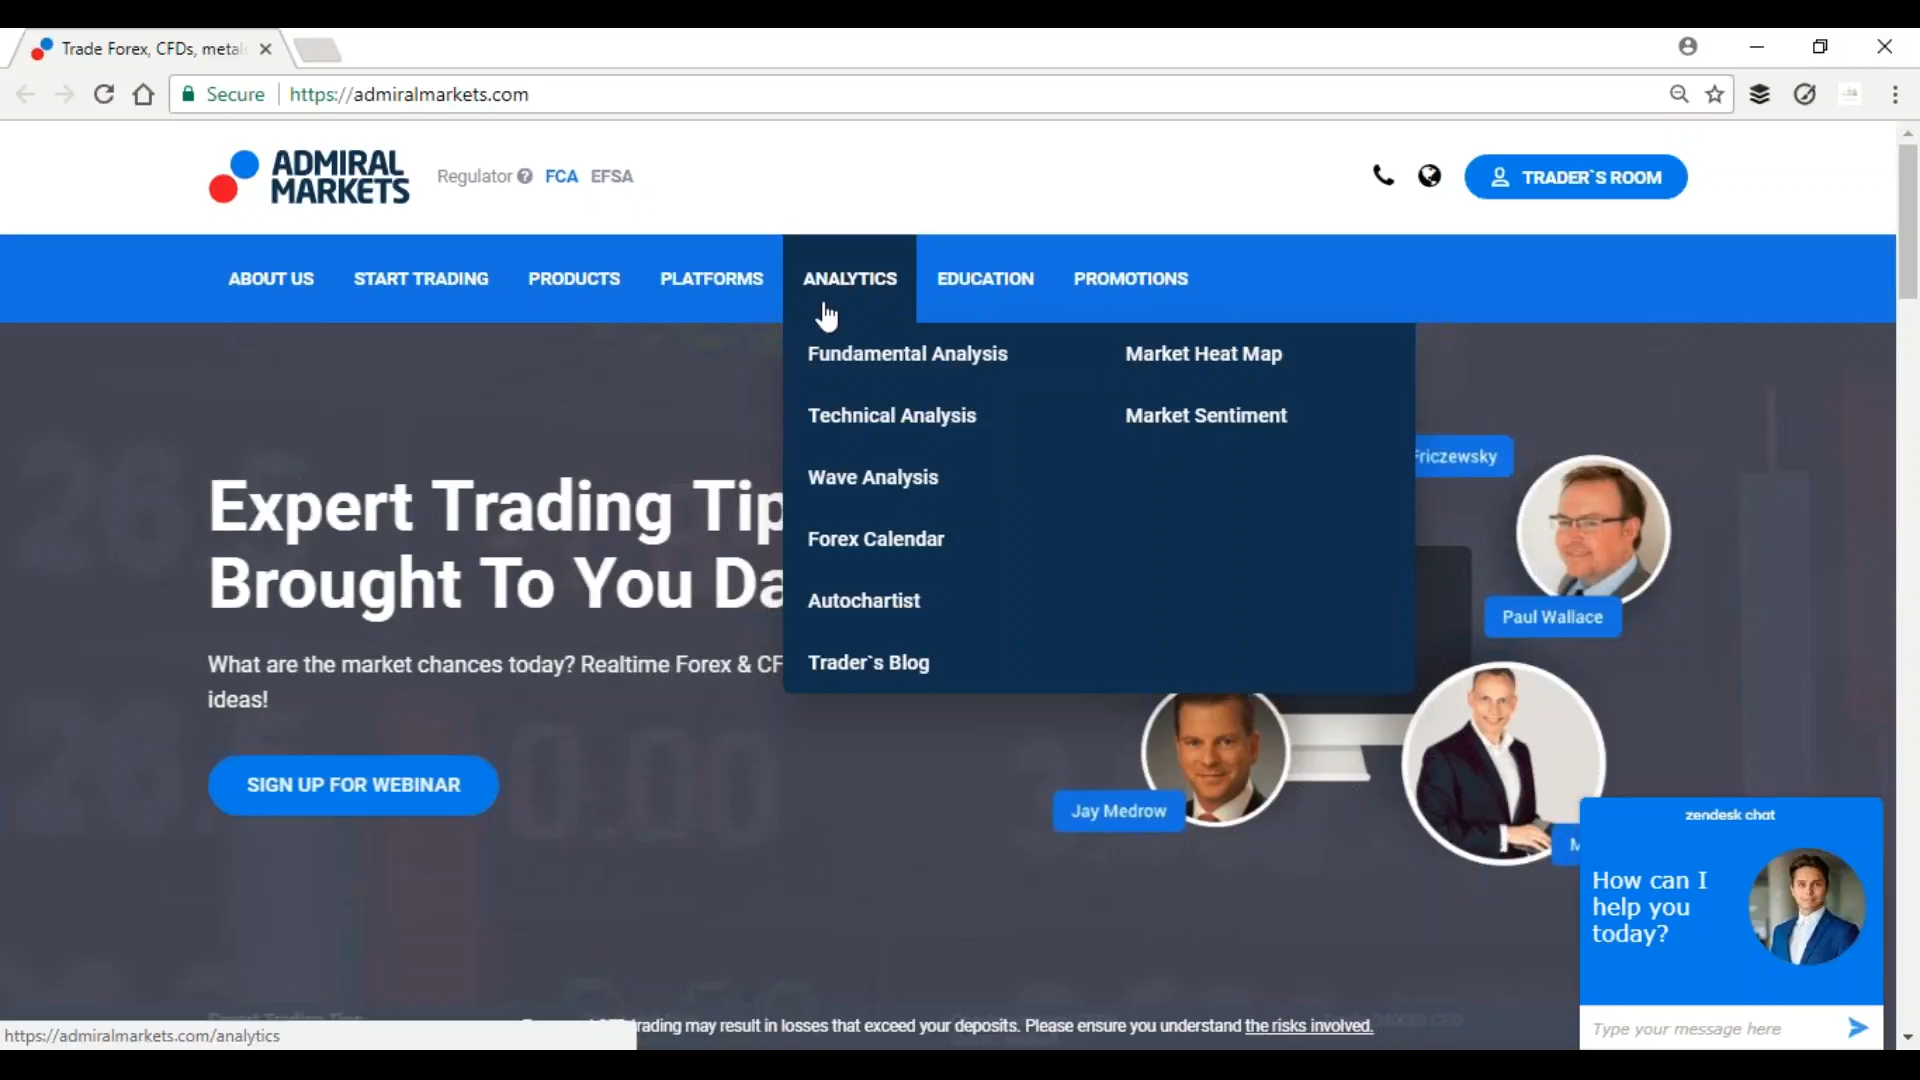 Trade Forex, CFDs, metal
Secure
https://admiralmarkets.com
ADMIRAL
MARKETS
Regulator
FCA
EFSA
TRADER`S ROOM
ABOUT US
START TRADING
PRODUCTS
PLATFORMS
ANALYTICS
EDUCATION
PROMOTIONS
Fundamental Analysis
Market Heat Map
Technical Analysis
Market Sentiment
Wave Analysis
Forex Calendar
Autochartist
Trader`s Blog
Friczewsky
Paul Wallace
Expert Trading Tip
Brought To You Da
What are the market chances today? Realtime Forex & CF
ideas!
SIGN UP FOR WEBINAR
Jay Medrow
M
zendesk chat
How can I
help you
today?
Type your message here
trading may result in losses that exceed your deposits. Please ensure you understand the risks involved.
https://admiralmarkets.com/analytics